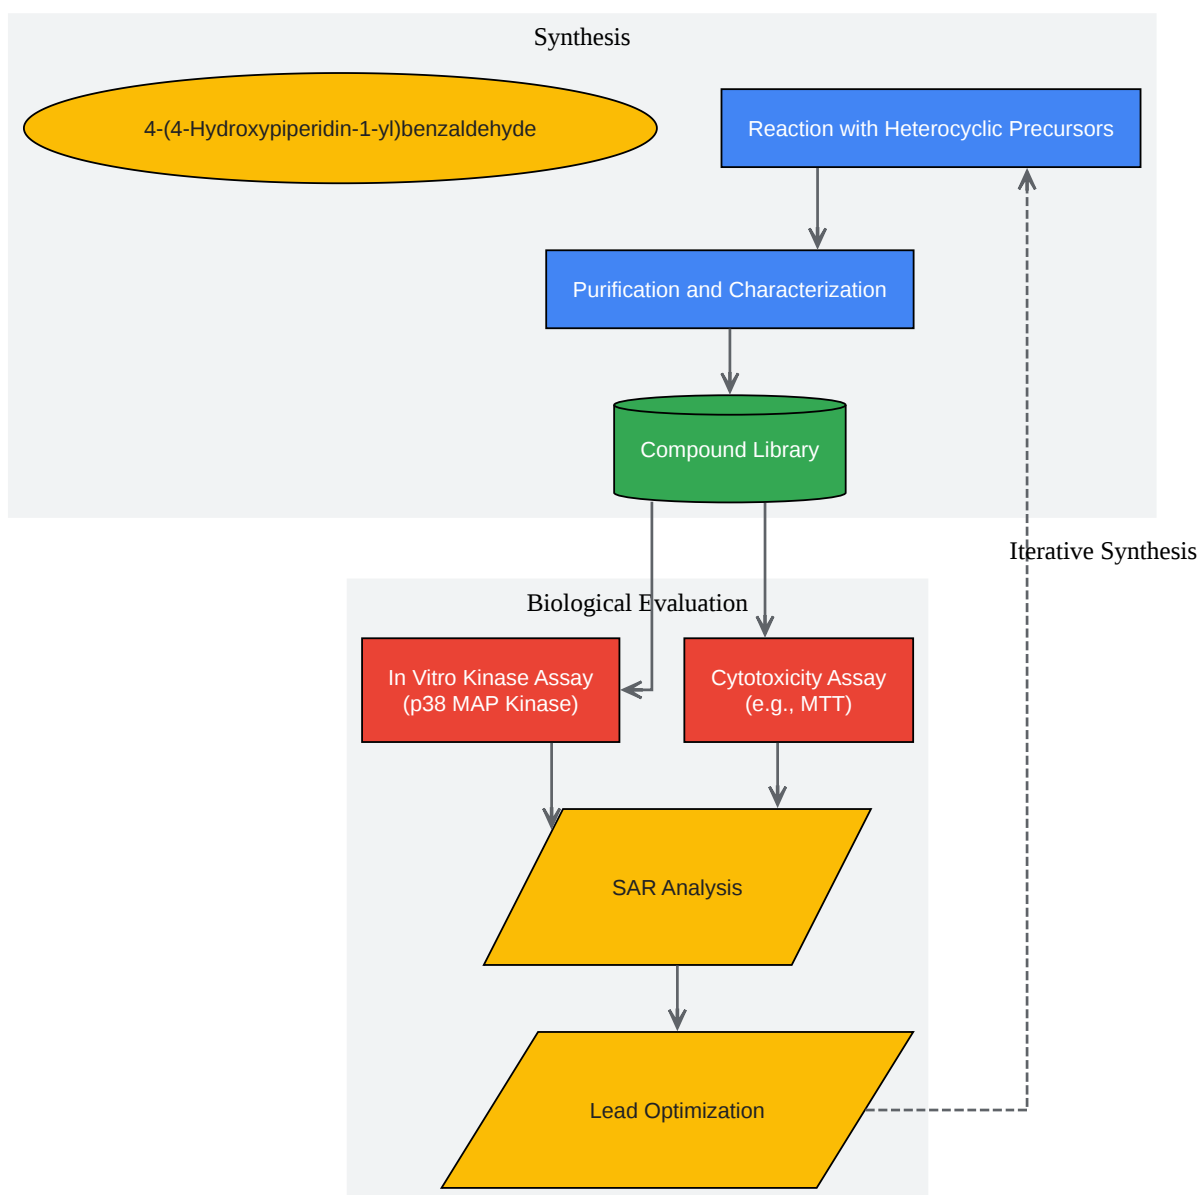 Synthesis
4-(4-Hydroxypiperidin-1-yl)benzaldehyde
Reaction with Heterocyclic Precursors
Purification and Characterization
Compound Library
Iterative Synthesis
Biological Evaluation
In Vitro Kinase Assay
(p38 MAP Kinase)
Cytotoxicity Assay
(e.g., MTT)
SAR Analysis
Lead Optimization